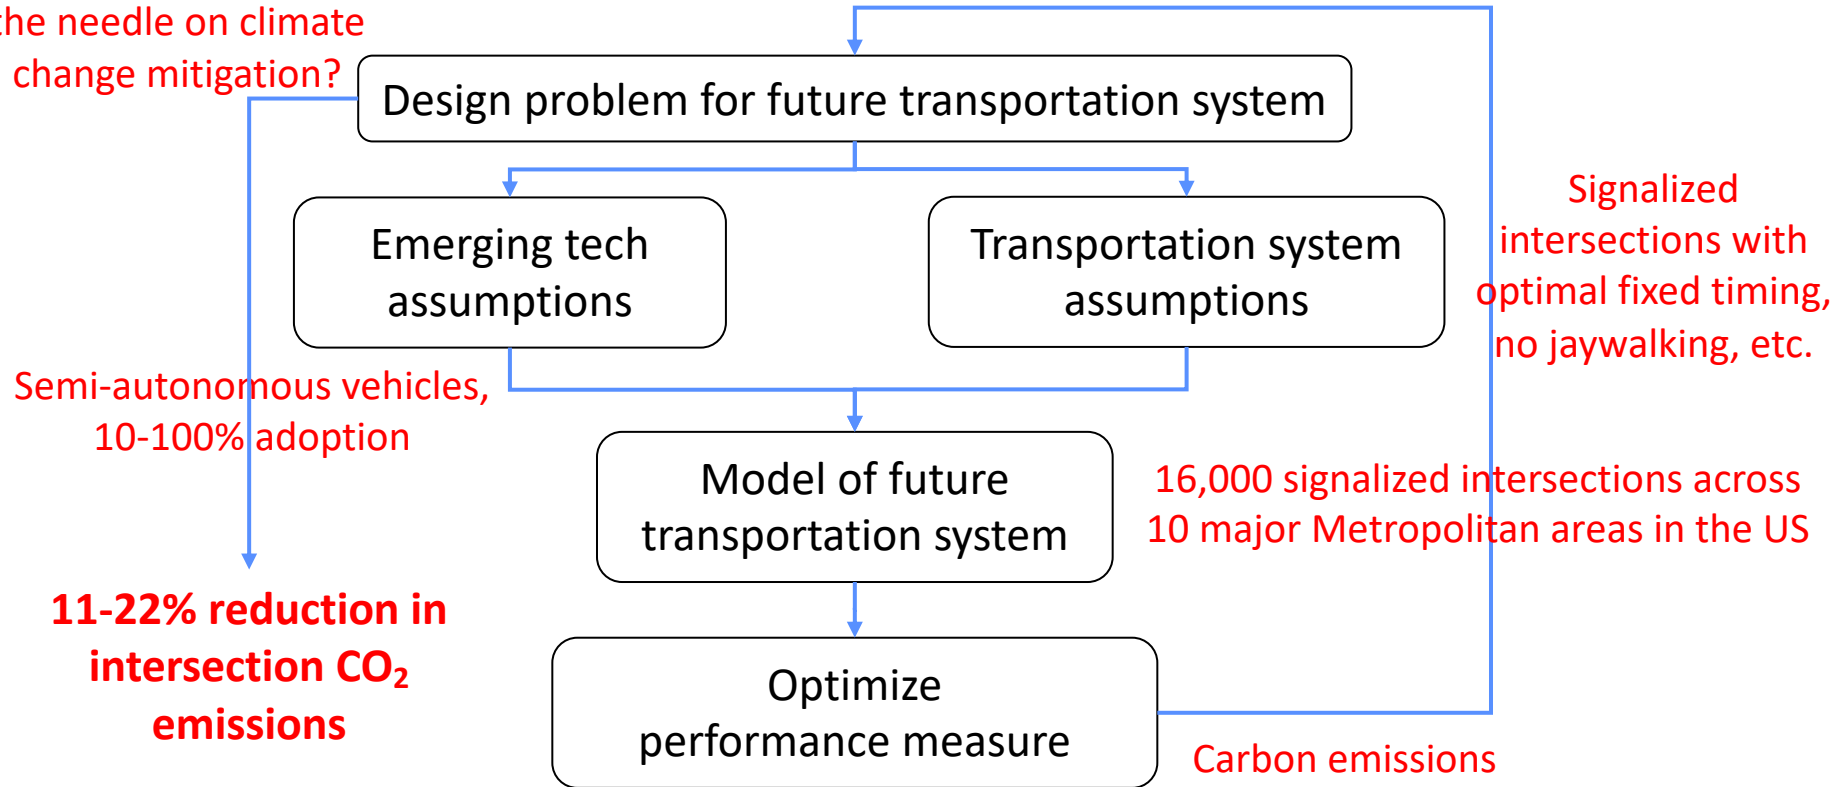 the needle on climate
change mitigation?
Design problem for future transportation system
Emerging tech
assumptions
Transportation system
assumptions
Signalized
intersections with
optimal fixed timing,
no jaywalking, etc.
Semi-autonomous vehicles,
10-100% adoption
Model of future
transportation system
16,000 signalized intersections across
10 major Metropolitan areas in the US
11-22% reduction in
intersection CO₂
emissions
Optimize
performance measure
Carbon emissions